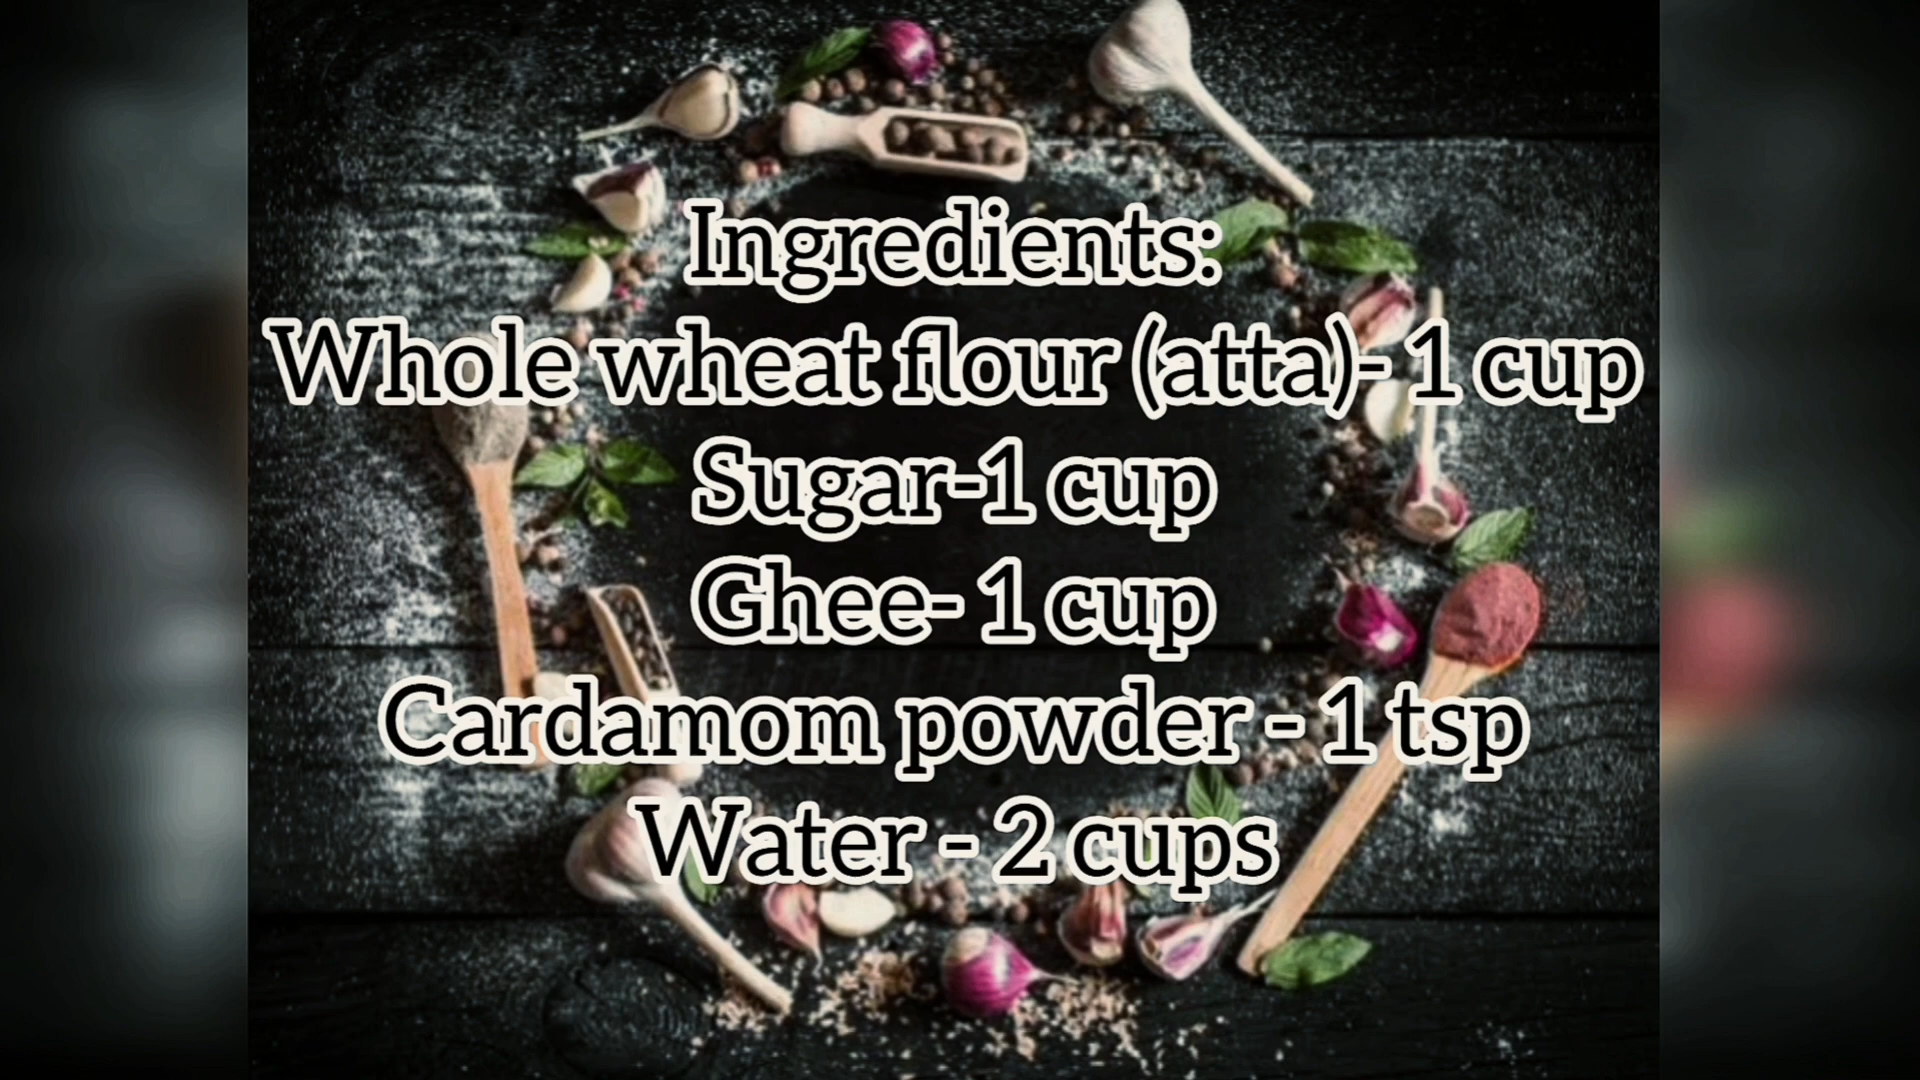 Ingredients:
Whole wheat flour (atta)- 1 cup
Sugar-1 cup
Ghee- 1 cup
Cardamom powder - 1 tsp
Water - 2 cups